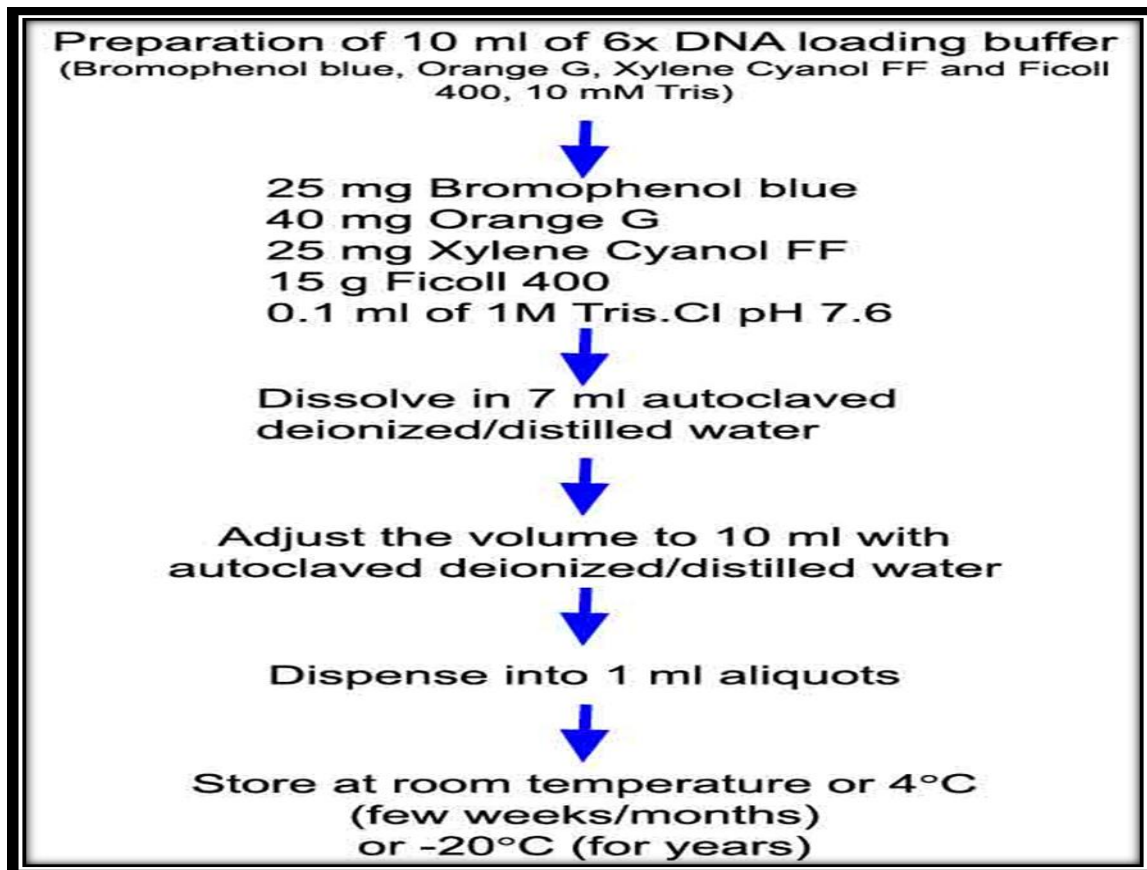 Preparation of 10 ml of 6x DNA loading buffer
(Bromophenol blue, Orange G, Xylene Cyanol FF and Ficoll
400, 10 mM Tris)
25 mg Bromophenol blue
40 mg Orange G
25 mg Xylene Cyanol FF
15 g Ficoll 400
0.1 ml of 1M Tris.Cl pH 7.6
Dissolve in 7 ml autoclaved
deionized/distilled water
Adjust the volume to 10 ml with
autoclaved deionized/distilled water
Dispense into 1 ml aliquots
Store at room temperature or 4°C
(few weeks/months)
or -20°C (for years)